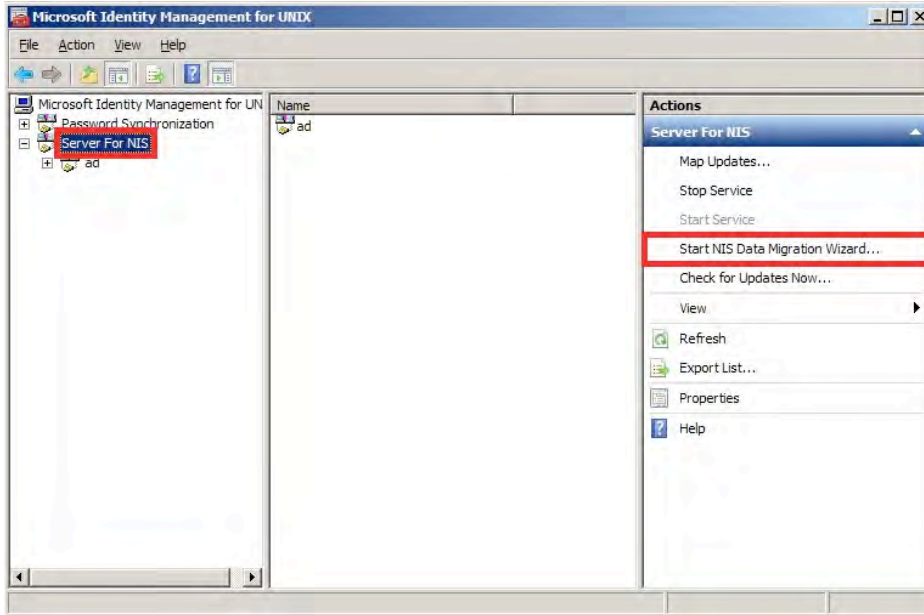 Microsoft Identity Management for UNIX
File Action View Help
Microsoft Identity Management for UN
Password Synchronization
Server For NIS
ad
Name
ad
Actions
Server For NIS
Map Updates...
Stop Service
Start Service
Start NIS Data Migration Wizard...
Check for Updates Now...
View
Refresh
Export List...
Properties
Help